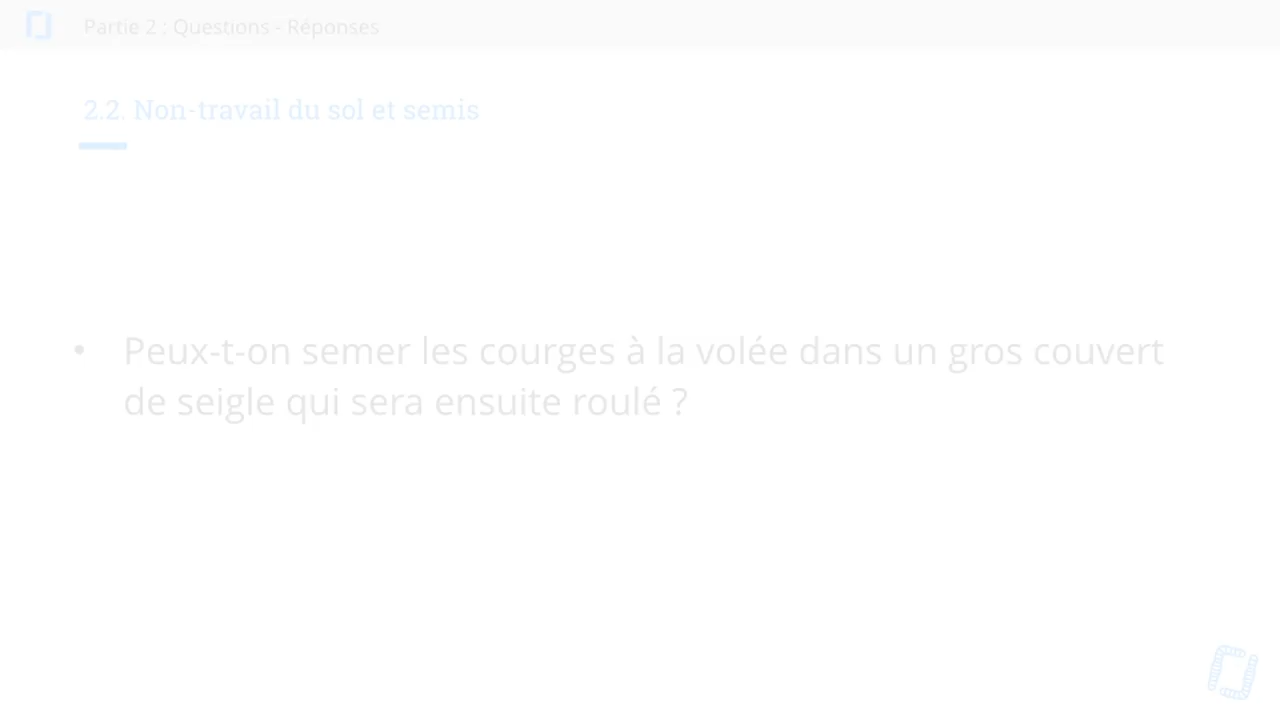 Partie 2 : Questions - Réponses
2.2. Non-travail du sol et semis
• Peux-t-on semer les courges à la volée dans un gros couvert
de seigle qui sera ensuite roulé ?